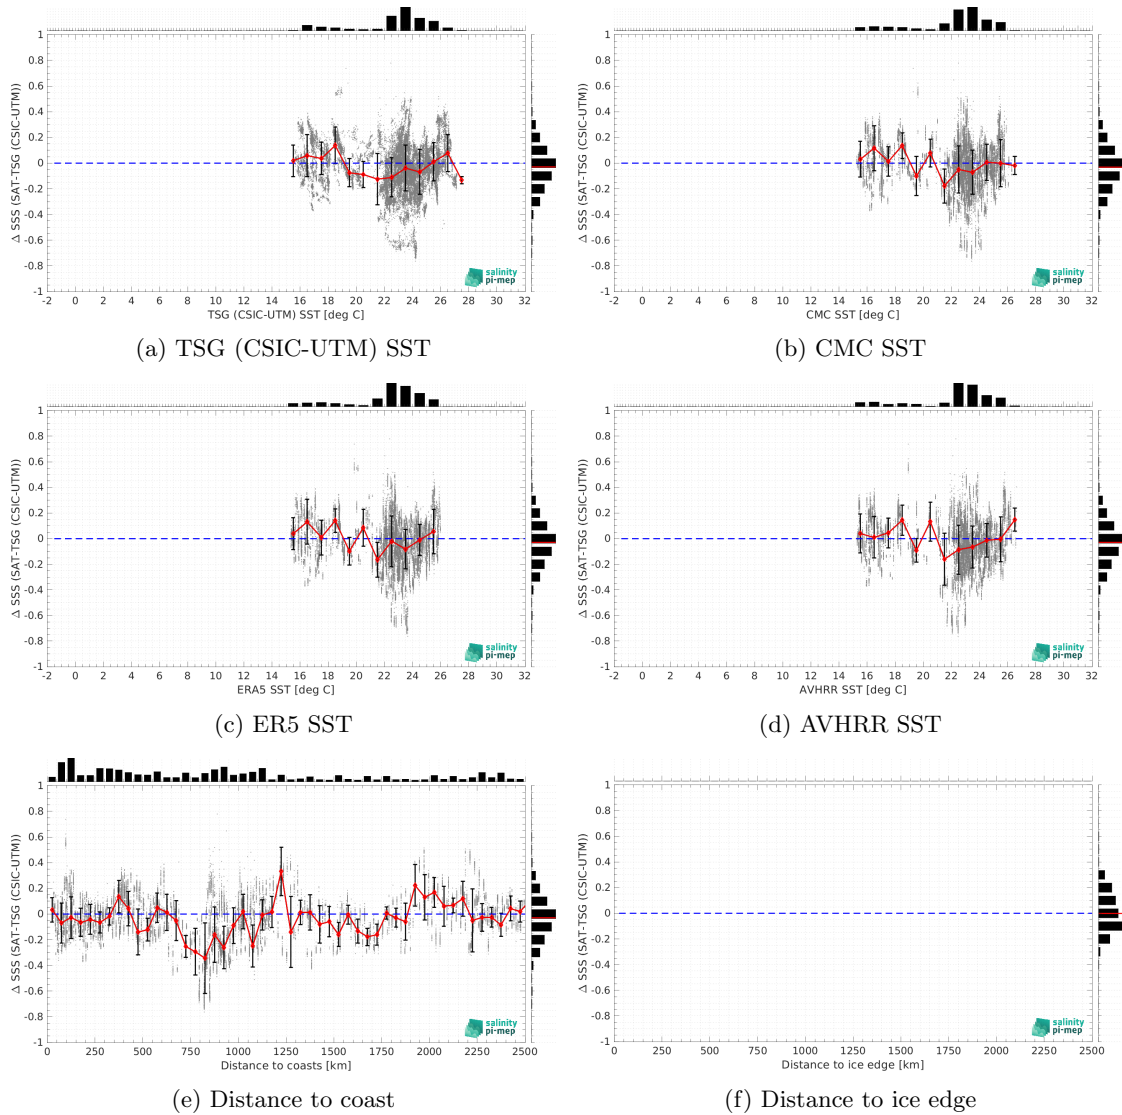 1
0.8
0.6
0.4
0.2
0
-0.2
-0.4
-0.6
-0.8
-1
Δ SSS (SAT-TSG (CSIC-UTM))
-2 0 2 4 6 8 10 12 14 16 18 20 22 24 26 28 30 32
TSG (CSIC-UTM) SST [deg C]
salinity
pi-mep
(a) TSG (CSIC-UTM) SST
1
0.8
0.6
0.4
0.2
0
-0.2
-0.4
-0.6
-0.8
-1
Δ SSS (SAT-TSG (CSIC-UTM))
-2 0 2 4 6 8 10 12 14 16 18 20 22 24 26 28 30 32
CMC SST [deg C]
salinity
pi-mep
(b) CMC SST
1
0.8
0.6
0.4
0.2
0
-0.2
-0.4
-0.6
-0.8
-1
Δ SSS (SAT-TSG (CSIC-UTM))
-2 0 2 4 6 8 10 12 14 16 18 20 22 24 26 28 30 32
ERA5 SST [deg C]
salinity
pi-mep
(c) ER5 SST
1
0.8
0.6
0.4
0.2
0
-0.2
-0.4
-0.6
-0.8
-1
Δ SSS (SAT-TSG (CSIC-UTM))
-2 0 2 4 6 8 10 12 14 16 18 20 22 24 26 28 30 32
AVHRR SST [deg C]
salinity
pi-mep
(d) AVHRR SST
1
0.8
0.6
0.4
0.2
0
-0.2
-0.4
-0.6
-0.8
-1
Δ SSS (SAT-TSG (CSIC-UTM))
0 250 500 750 1000 1250 1500 1750 2000 2250 2500
Distance to coasts [km]
salinity
pi-mep
(e) Distance to coast
1
0.8
0.6
0.4
0.2
0
-0.2
-0.4
-0.6
-0.8
-1
Δ SSS (SAT-TSG (CSIC-UTM))
0 250 500 750 1000 1250 1500 1750 2000 2250 2500
Distance to ice edge [km]
salinity
pi-mep
(f) Distance to ice edge